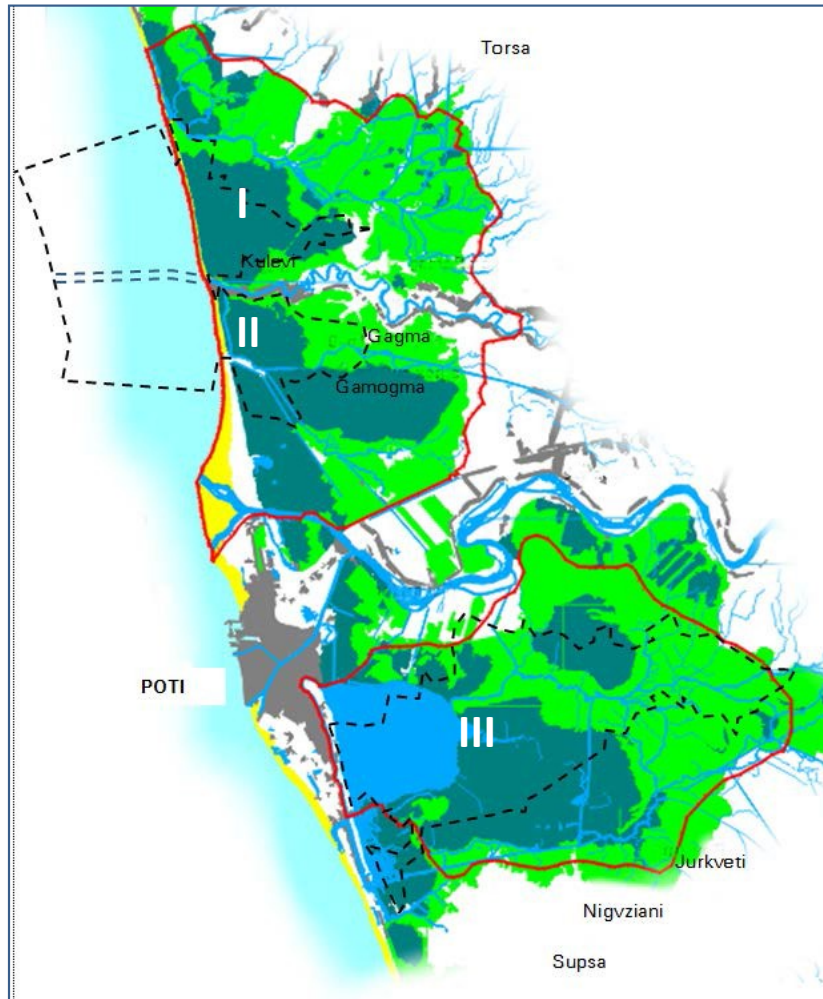 Torsa
I
Kulevi
II
Gagma
Gamogma
POTI
III
Jurkveti
Nigvziani
Supsa